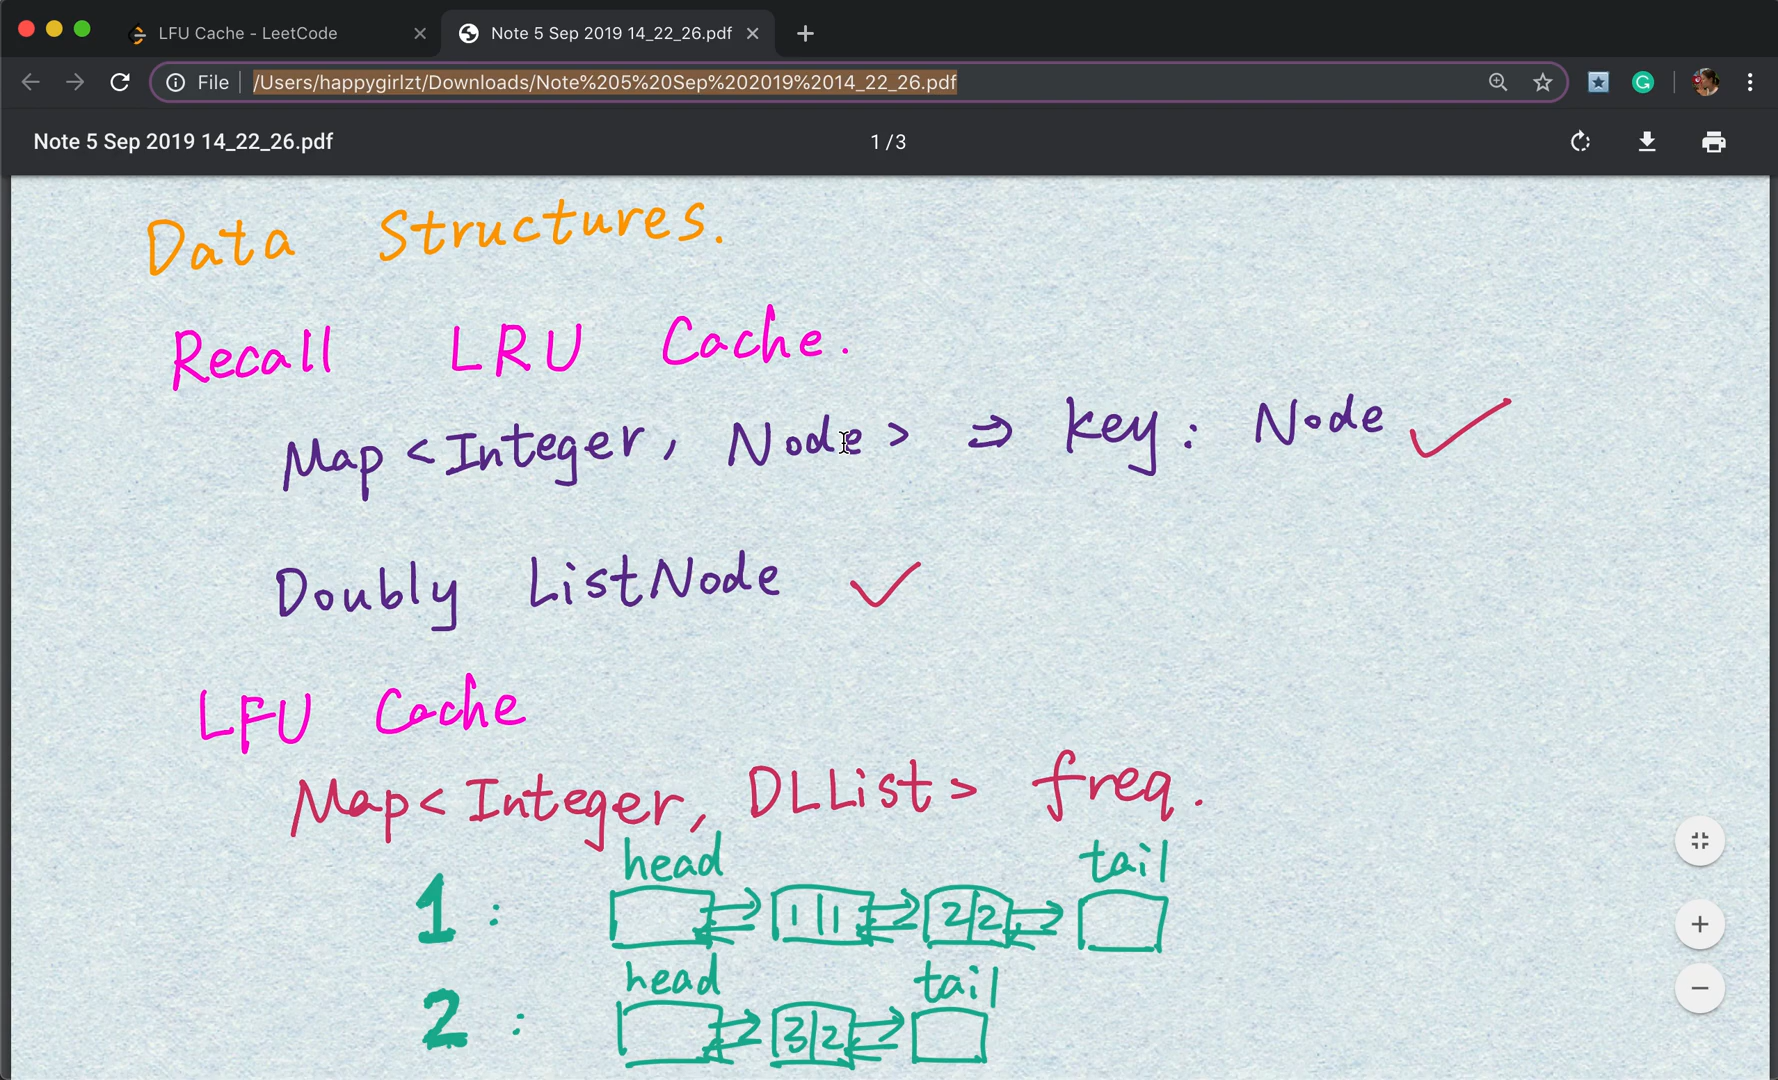 LFU Cache - LeetCode
Note 5 Sep 2019 14_22_26.pdf
File
/Users/happygirlzt/Downloads/Note%205%20Sep%202019%2014_22_26.pdf
Note 5 Sep 2019 14_22_26.pdf
1 / 3
Data Structures.
Recall LRU Cache.
Map <Integer, Node> ⇒ key: Node ✓
Doubly ListNode ✓
LFU Cache
Map<Integer, DLList> freq.
head tail
1 : 1|1 2|2
head tail
2 : 3|2